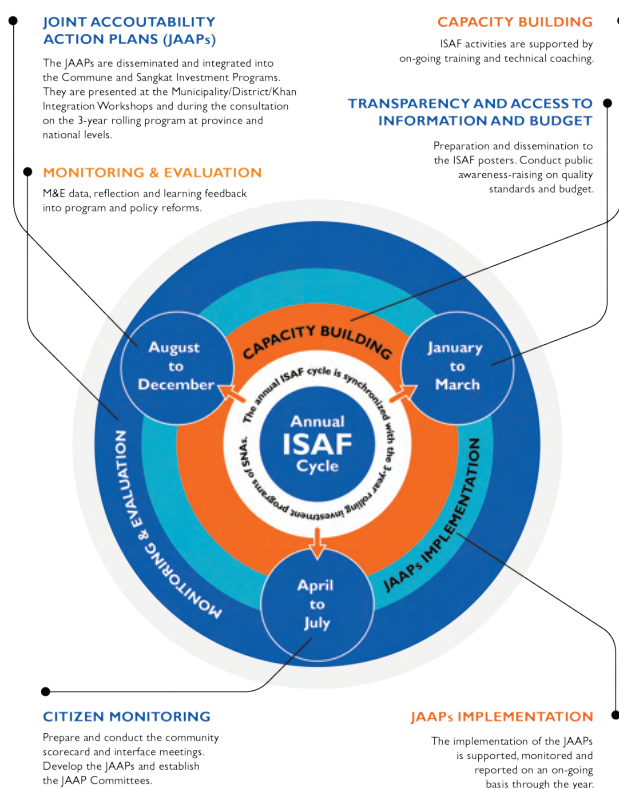 JOINT ACCOUTABILITY
ACTION PLANS (JAAPs)
The JAAPs are disseminated and integrated into
the Commune and Sangkat Investment Programs.
They are presented at the Municipality/District/Khan
Integration Workshops and during the consultation
on the 3-year rolling program at province and
national levels.
MONITORING & EVALUATION
M&E data, reflection and learning feedback
into program and policy reforms.
CAPACITY BUILDING
ISAF activities are supported by
on-going training and technical coaching.
TRANSPARENCY AND ACCESS TO
INFORMATION AND BUDGET
Preparation and dissemination to
the ISAF posters. Conduct public
awareness-raising on quality
standards and budget.
August
to
December
CAPACITY BUILDING
January
to
March
The annual ISAF cycle is synchronized with the 3-year rolling investment programs of SNAs.
Annual
ISAF
Cycle
MONITORING & EVALUATION
JAAPs IMPLEMENTATION
April
to
July
CITIZEN MONITORING
Prepare and conduct the community
scorecard and interface meetings.
Develop the JAAPs and establish
the JAAP Committees.
JAAPs IMPLEMENTATION
The implementation of the JAAPs
is supported, monitored and
reported on an on-going
basis through the year.